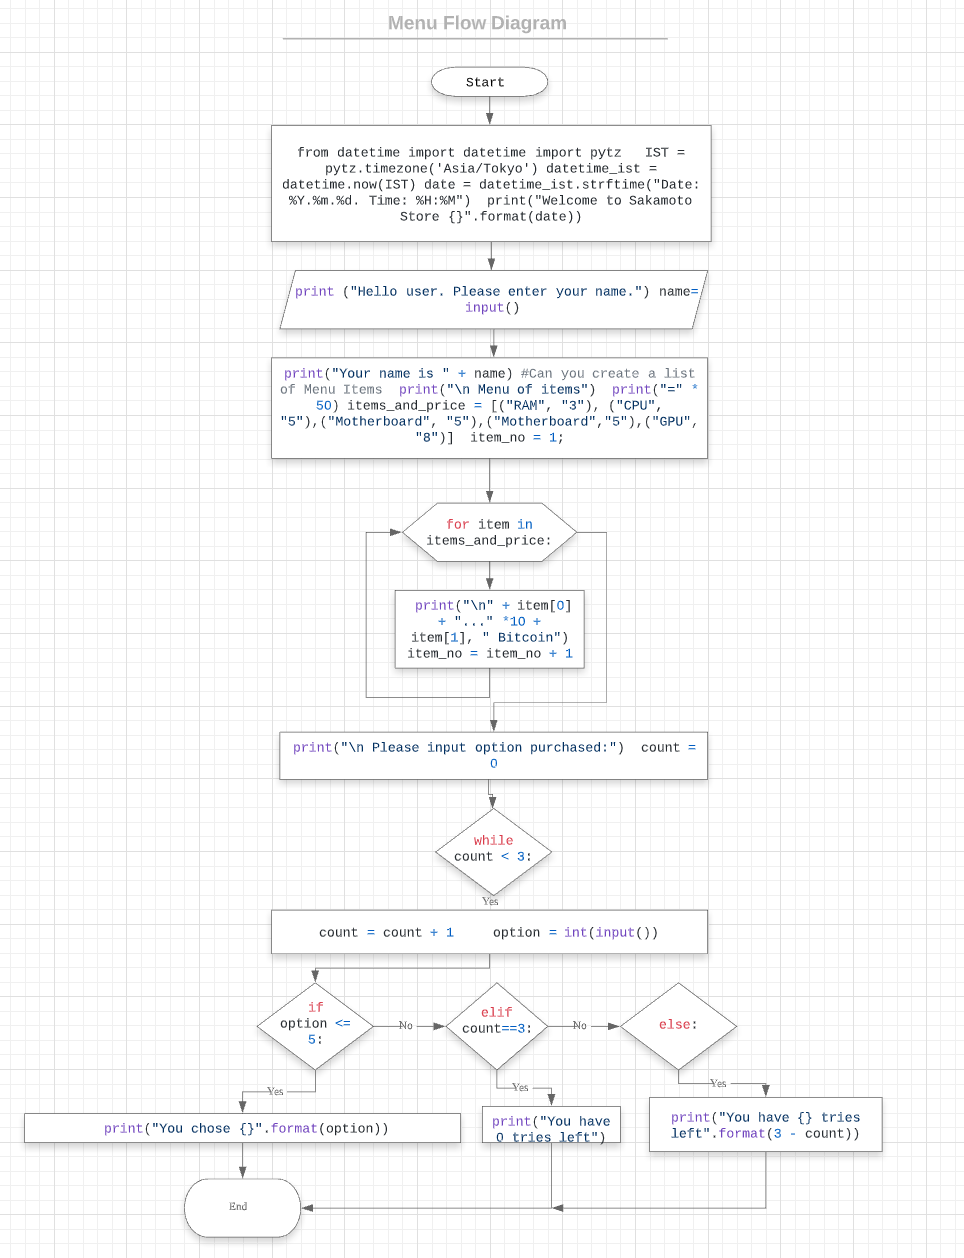 Menu Flow Diagram
Start
from datetime import datetime import pytz   IST =
pytz.timezone('Asia/Tokyo') datetime_ist =
datetime.now(IST) date = datetime_ist.strftime("Date:
%Y.%m.%d. Time: %H:%M")  print("Welcome to Sakamoto
Store {}".format(date))
print ("Hello user. Please enter your name.") name=
input()
print("Your name is " + name) #Can you create a list
of Menu Items  print("\n Menu of items")  print("=" *
50) items_and_price = [("RAM", "3"), ("CPU",
"5"),("Motherboard", "5"),("Motherboard","5"),("GPU",
"8")]  item_no = 1;
for item in
items_and_price:
print("\n" + item[0]
+ "..." *10 +
item[1], " Bitcoin")
item_no = item_no + 1
print("\n Please input option purchased:")  count =
0
while
count < 3:
Yes
count = count + 1     option = int(input())
if
option <=
5:
No
elif
count==3:
No
else:
Yes
Yes
Yes
print("You chose {}".format(option))
print("You have
0 tries left")
print("You have {} tries
left".format(3 - count))
End